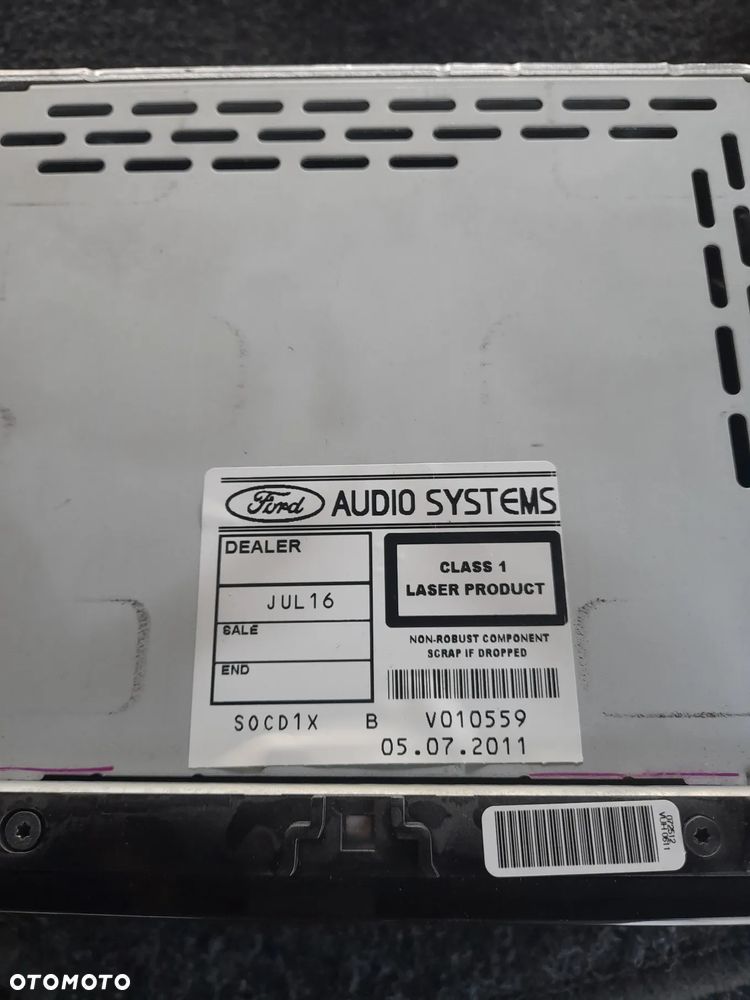 Ford AUDIO SYSTEMS
DEALER
JUL16
SALE
END
CLASS 1
LASER PRODUCT
NON-ROBUST COMPONENT
SCRAP IF DROPPED
SOCD1X B V010559
05.07.2011
OTOMOTO